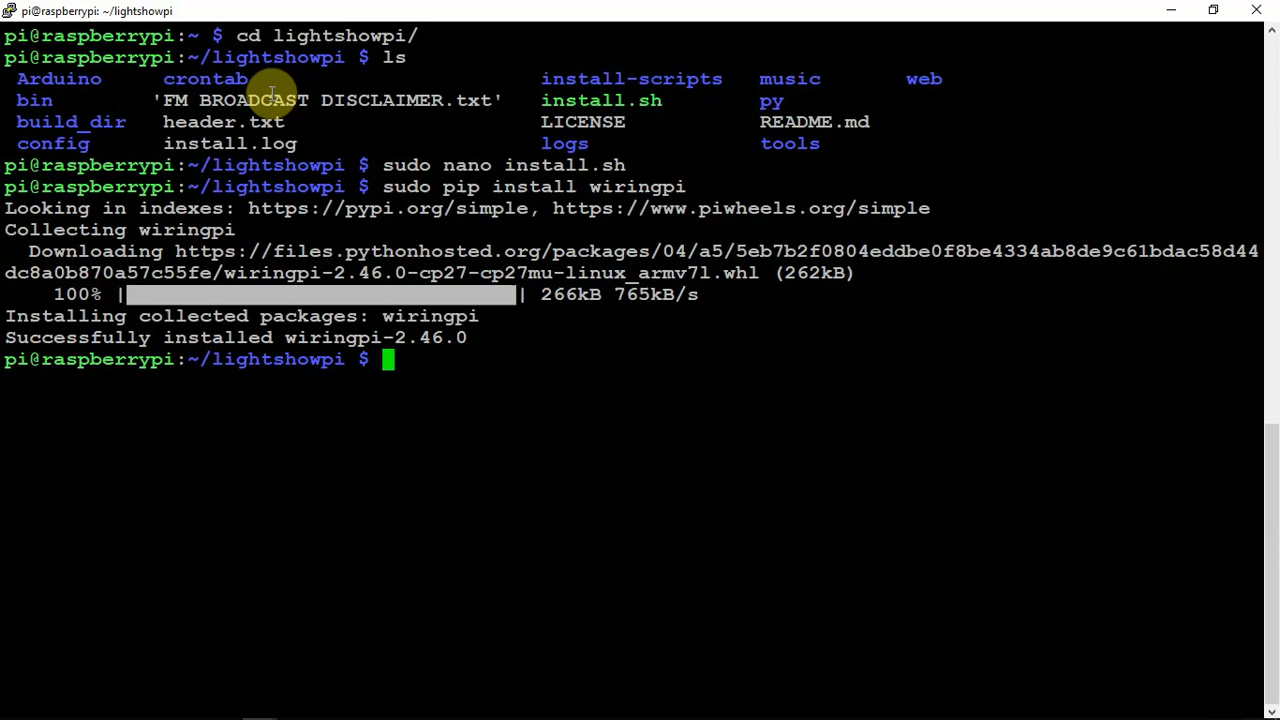 pi@raspberrypi: ~/lightshowpi
pi@raspberrypi:~ $ cd lightshowpi/
pi@raspberrypi:~/lightshowpi $ ls
Arduino crontab install-scripts music web
bin 'FM BROADCAST DISCLAIMER.txt' install.sh py
build_dir header.txt LICENSE README.md
config install.log logs tools
pi@raspberrypi:~/lightshowpi $ sudo nano install.sh
pi@raspberrypi:~/lightshowpi $ sudo pip install wiringpi
Looking in indexes: https://pypi.org/simple, https://www.piwheels.org/simple
Collecting wiringpi
Downloading https://files.pythonhosted.org/packages/04/a5/5eb7b2f0804eddbe0f8be4334ab8de9c61bdac58d44
dc8a0b870a57c55fe/wiringpi-2.46.0-cp27-cp27mu-linux_armv7l.whl (262kB)
100% | | 266kB 765kB/s
Installing collected packages: wiringpi
Successfully installed wiringpi-2.46.0
pi@raspberrypi:~/lightshowpi $